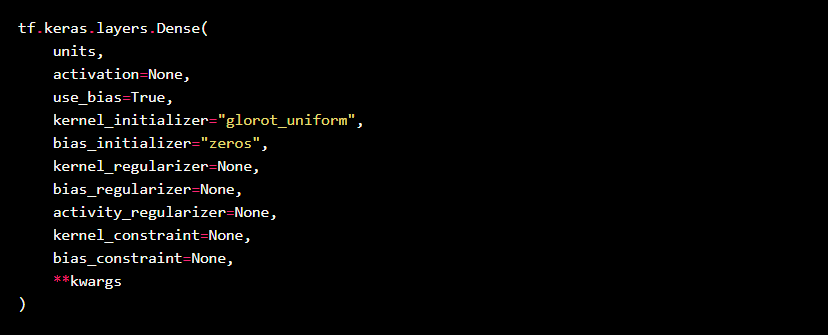 tf.keras.layers.Dense(
    units,
    activation=None,
    use_bias=True,
    kernel_initializer="glorot_uniform",
    bias_initializer="zeros",
    kernel_regularizer=None,
    bias_regularizer=None,
    activity_regularizer=None,
    kernel_constraint=None,
    bias_constraint=None,
    **kwargs
)